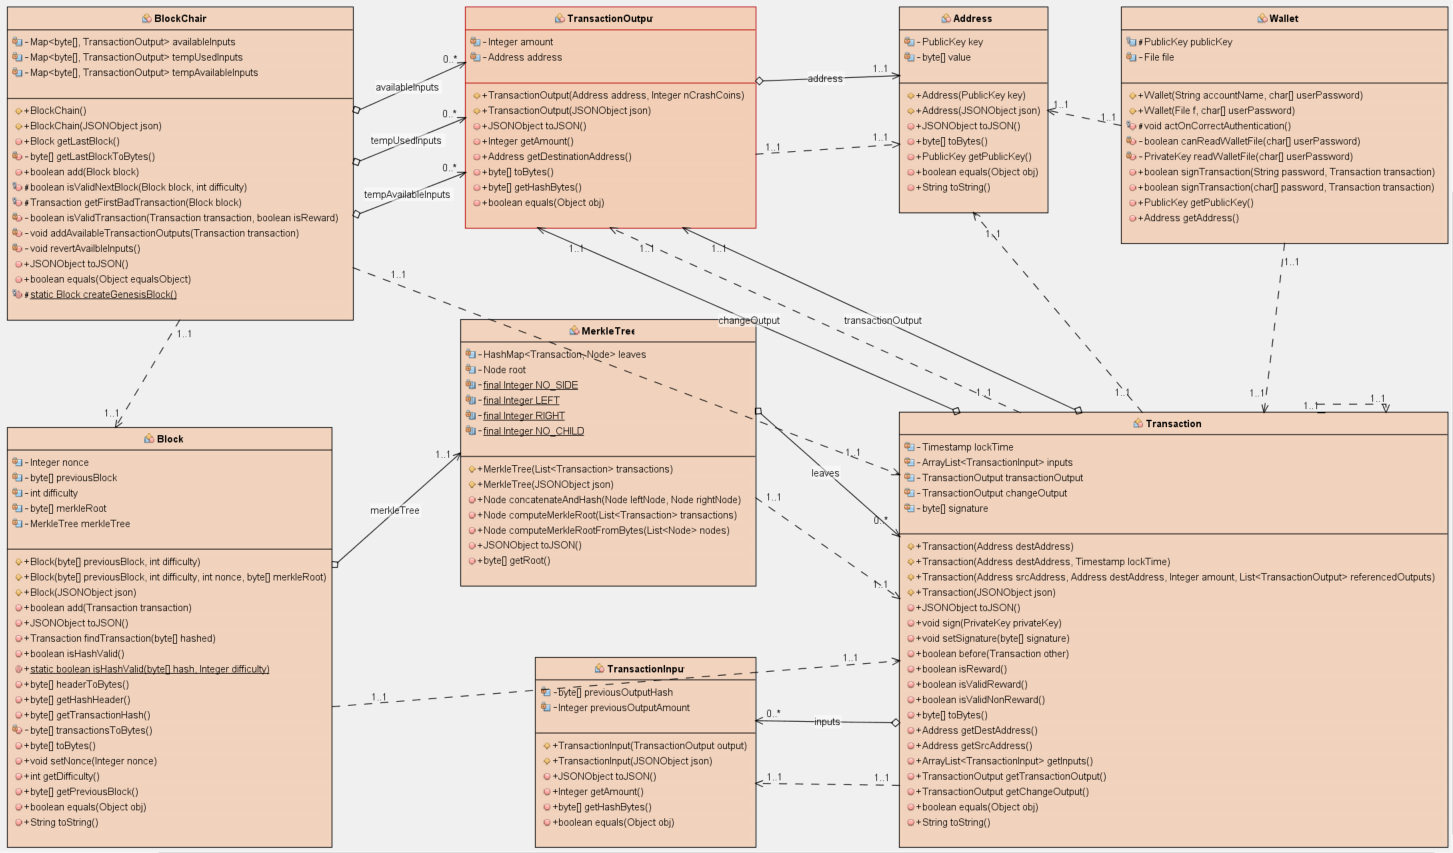 BlockChair
- Map<byte[], TransactionOutput> availableInputs
- Map<byte[], TransactionOutput> tempUsedInputs
- Map<byte[], TransactionOutput> tempAvailableInputs
+BlockChain()
+BlockChain(JSONObject json)
+Block getLastBlock()
- byte[] getLastBlockToBytes()
+boolean add(Block block)
#boolean isValidNextBlock(Block block, int difficulty)
#Transaction getFirstBadTransaction(Block block)
- boolean isValidTransaction(Transaction transaction, boolean isReward)
- void addAvailableTransactionOutputs(Transaction transaction)
- void revertAvailbleInputs()
+JSONObject toJSON()
+boolean equals(Object equalsObject)
#static Block createGenesisBlock()
0..*
availableInputs
0..*
tempUsedInputs
0..*
tempAvailableInputs
TransactionOutpu
- Integer amount
- Address address
+TransactionOutput(Address address, Integer nCrashCoins)
+TransactionOutput(JSONObject json)
+JSONObject toJSON()
+Integer getAmount()
+Address getDestinationAddress()
+byte[] toBytes()
+byte[] getHashBytes()
+boolean equals(Object obj)
1..1
address
1..1
1..1
Address
- PublicKey key
- byte[] value
+Address(PublicKey key)
+Address(JSONObject json)
+JSONObject toJSON()
+byte[] toBytes()
+PublicKey getPublicKey()
+boolean equals(Object obj)
+String toString()
1..1
1..1
Wallet
#PublicKey publicKey
- File file
+Wallet(String accountName, char[] userPassword)
+Wallet(File f, char[] userPassword)
#void actOnCorrectAuthentication()
- boolean canReadWalletFile(char[] userPassword)
- PrivateKey readWalletFile(char[] userPassword)
+boolean signTransaction(String password, Transaction transaction)
+boolean signTransaction(char[] password, Transaction transaction)
+PublicKey getPublicKey()
+Address getAddress()
1..1
1..1
1..1
1..1
1..1
1..1
changeOutput
transactionOutput
1..1
1..1
1..1
1..1
1..1
1..1
1..1
1..1
MerkleTree
- HashMap<Transaction, Node> leaves
- Node root
- final Integer NO_SIDE
- final Integer LEFT
- final Integer RIGHT
- final Integer NO_CHILD
+MerkleTree(List<Transaction> transactions)
+MerkleTree(JSONObject json)
+Node concatenateAndHash(Node leftNode, Node rightNode)
+Node computeMerkleRoot(List<Transaction> transactions)
+Node computeMerkleRootFromBytes(List<Node> nodes)
+JSONObject toJSON()
+byte[] getRoot()
1..1
1..1
merkleTree
1..1
leaves
0..*
1..1
1..1
Block
- Integer nonce
- byte[] previousBlock
- int difficulty
- byte[] merkleRoot
- MerkleTree merkleTree
+Block(byte[] previousBlock, int difficulty)
+Block(byte[] previousBlock, int difficulty, int nonce, byte[] merkleRoot)
+Block(JSONObject json)
+boolean add(Transaction transaction)
+JSONObject toJSON()
+Transaction findTransaction(byte[] hashed)
+boolean isHashValid()
+static boolean isHashValid(byte[] hash, Integer difficulty)
+byte[] headerToBytes()
+byte[] getHashHeader()
+byte[] getTransactionHash()
- byte[] transactionsToBytes()
+byte[] toBytes()
+void setNonce(Integer nonce)
+int getDifficulty()
+byte[] getPreviousBlock()
+boolean equals(Object obj)
+String toString()
1..1
1..1
TransactionInpu
-byte[] previousOutputHash
- Integer previousOutputAmount
+TransactionInput(TransactionOutput output)
+TransactionInput(JSONObject json)
+JSONObject toJSON()
+Integer getAmount()
+byte[] getHashBytes()
+boolean equals(Object obj)
0..*
inputs
1..1
1..1
Transaction
- Timestamp lockTime
- ArrayList<TransactionInput> inputs
- TransactionOutput transactionOutput
- TransactionOutput changeOutput
- byte[] signature
+Transaction(Address destAddress)
+Transaction(Address destAddress, Timestamp lockTime)
+Transaction(Address srcAddress, Address destAddress, Integer amount, List<TransactionOutput> referencedOutputs)
+Transaction(JSONObject json)
+JSONObject toJSON()
+void sign(PrivateKey privateKey)
+void setSignature(byte[] signature)
+boolean before(Transaction other)
+boolean isReward()
+boolean isValidReward()
+boolean isValidNonReward()
+byte[] toBytes()
+Address getDestAddress()
+Address getSrcAddress()
+ArrayList<TransactionInput> getInputs()
+TransactionOutput getTransactionOutput()
+TransactionOutput getChangeOutput()
+boolean equals(Object obj)
+String toString()